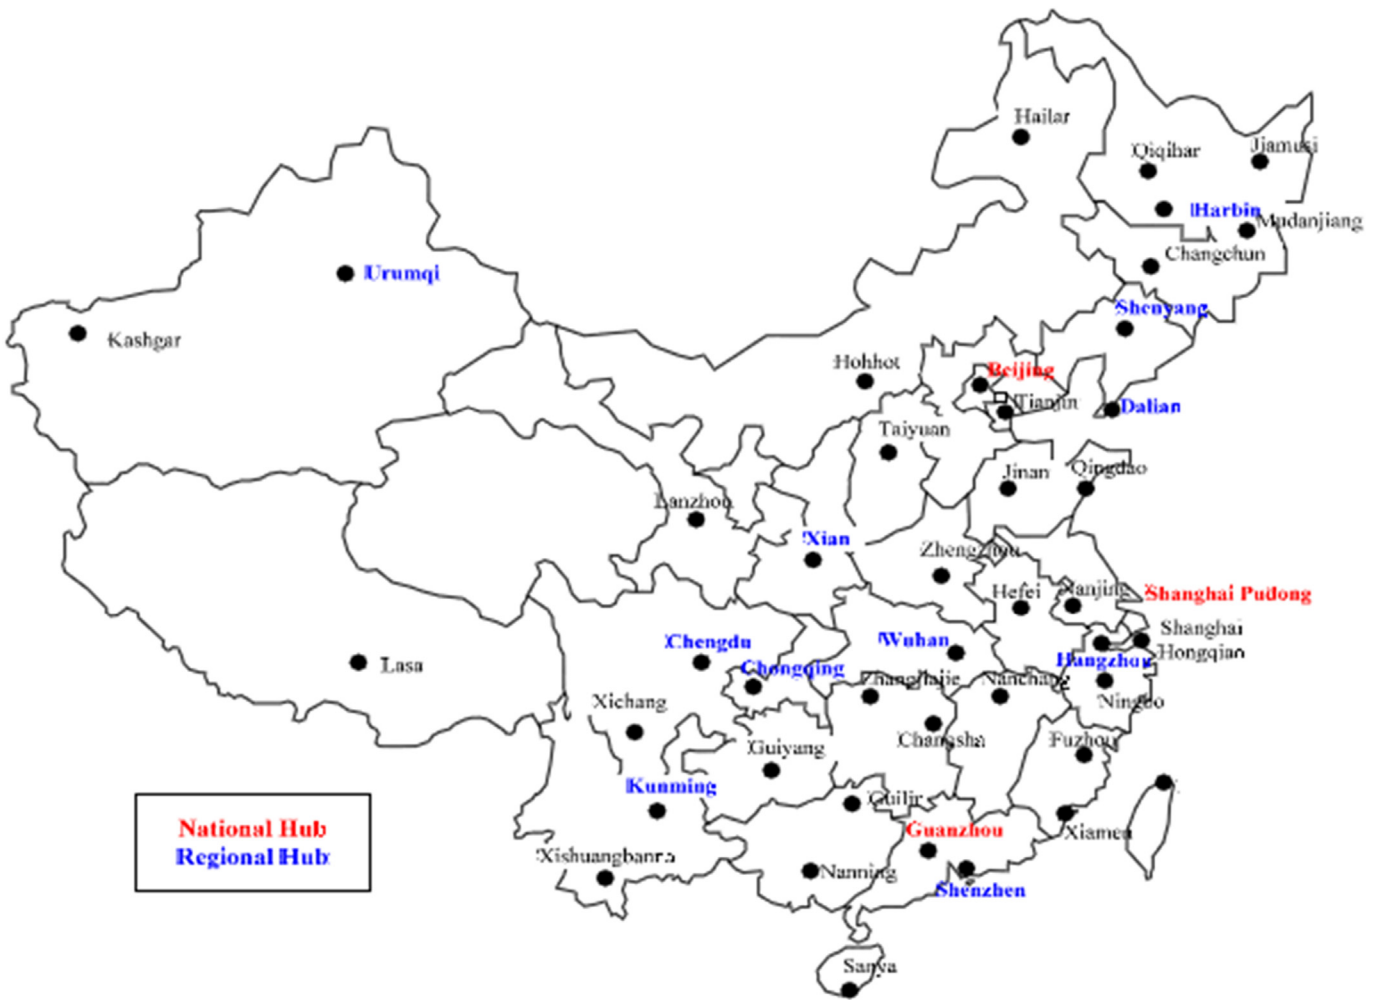 Hailar
Qiqihar
Jiamusi
Harbin
Mudanjiang
Changchun
Urumqi
Shenyang
Kashgar
Hohhot
Beijing
Tianjin
Dalian
Taiyuan
Jinan
Qingdao
Lanzhou
Xian
Zhengzhou
Hefei
Nanjing
Shanghai Pudong
Shanghai
Hongqiao
Chengdu
Wuhan
Hangzhou
Lasa
Chongqing
Zhangjiajie
Nanchang
Ningbo
Xichang
Changsha
Fuzhou
Guiyang
Kunming
Guilin
National Hub
Regional Hub
Guanzhou
Xiamen
Xishuangbanna
Nanning
Shenzhen
Sanya